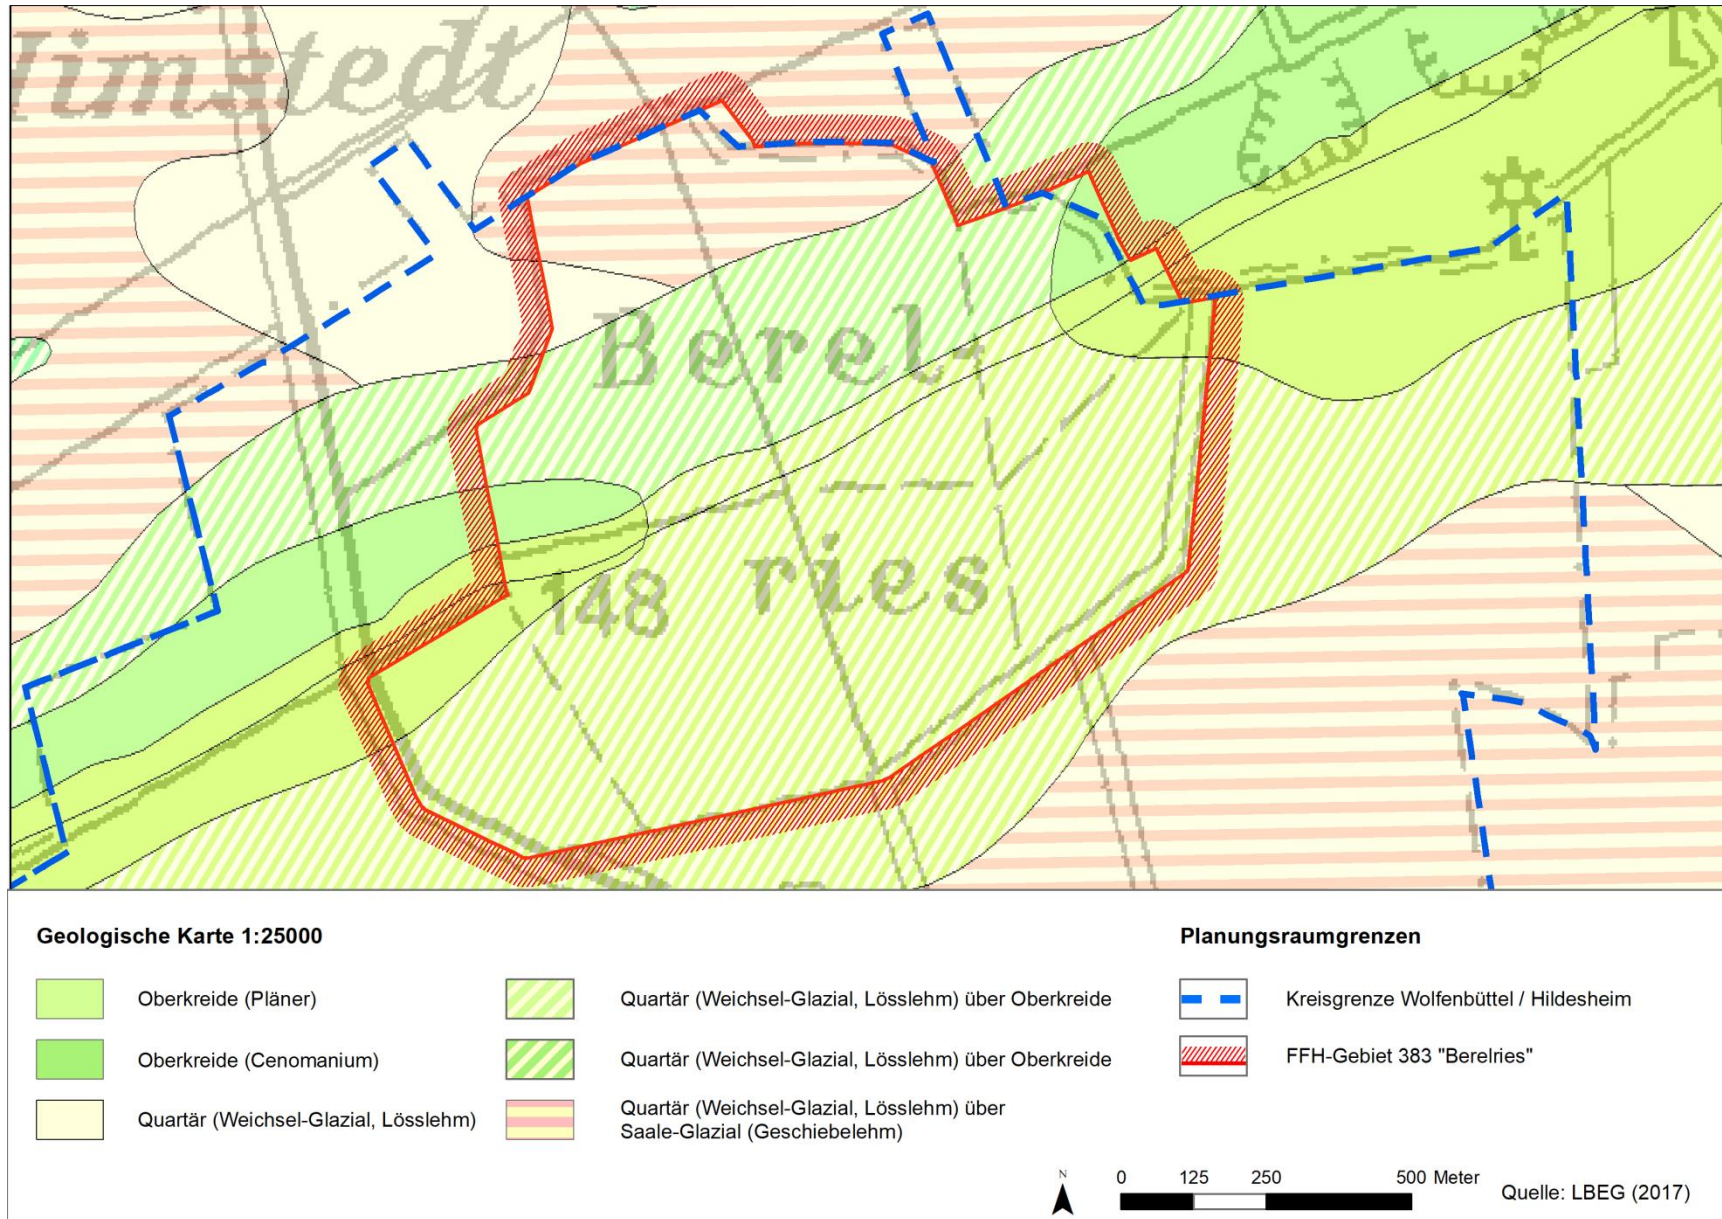 Nimstedt
Berel-
ries
148
Geologische Karte 1:25000
Oberkreide (Pläner)
Oberkreide (Cenomanium)
Quartär (Weichsel-Glazial, Lösslehm)
Quartär (Weichsel-Glazial, Lösslehm) über Oberkreide
Quartär (Weichsel-Glazial, Lösslehm) über Oberkreide
Quartär (Weichsel-Glazial, Lösslehm) über
Saale-Glazial (Geschiebelehm)
Planungsraumgrenzen
Kreisgrenze Wolfenbüttel / Hildesheim
FFH-Gebiet 383 "Berelries"
N
0 125 250 500 Meter
Quelle: LBEG (2017)